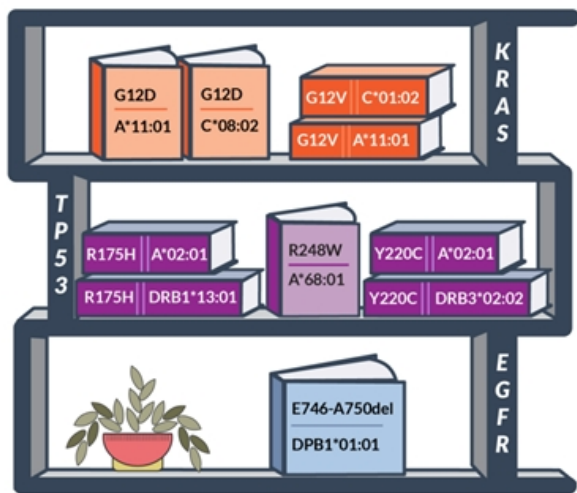 KRAS
G12D
A*11:01
G12D
C*08:02
G12V C*01:02
G12V A*11:01
TP53
R175H A*02:01
R175H DRB1*13:01
R248W
A*68:01
Y220C A*02:01
Y220C DRB3*02:02
EGFR
E746-A750del
DPB1*01:01